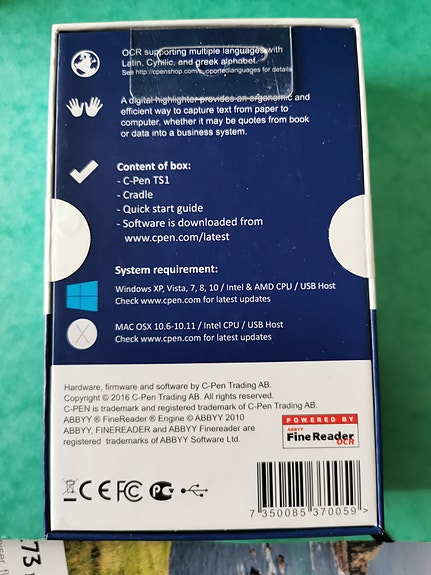 OCR supporting multiple languages with
Latin, Cyrillic, and greek alphabet.
See http://cpenshop.com/supportedlanguages for details
A digital highlighter provides an ergonomic and
efficient way to capture text from paper to
computer, whether it may be quotes from book
or data into a business system.
Content of box:
- C-Pen TS1
- Cradle
- Quick start guide
- Software is downloaded from
www.cpen.com/latest
System requirement:
Windows XP, Vista, 7, 8, 10 / Intel & AMD CPU / USB Host
Check www.cpen.com for latest updates
X
MAC OSX 10.6-10.11 / Intel CPU / USB Host
Check www.cpen.com for latest updates
Hardware, firmware and software by C-Pen Trading AB.
Copyright © 2016 C-Pen Trading AB. All rights reserved.
C-PEN is trademark and registered trademark of C-Pen Trading AB.
ABBYY ® FineReader ® Engine © ABBYY 2010
ABBYY, FINEREADER and ABBYY Finereader are
registered trademarks of ABBYY Software Ltd.
POWERED BY
ABBYY
FineReader
OCR
CE FC PG
7 350085 370059 >
73